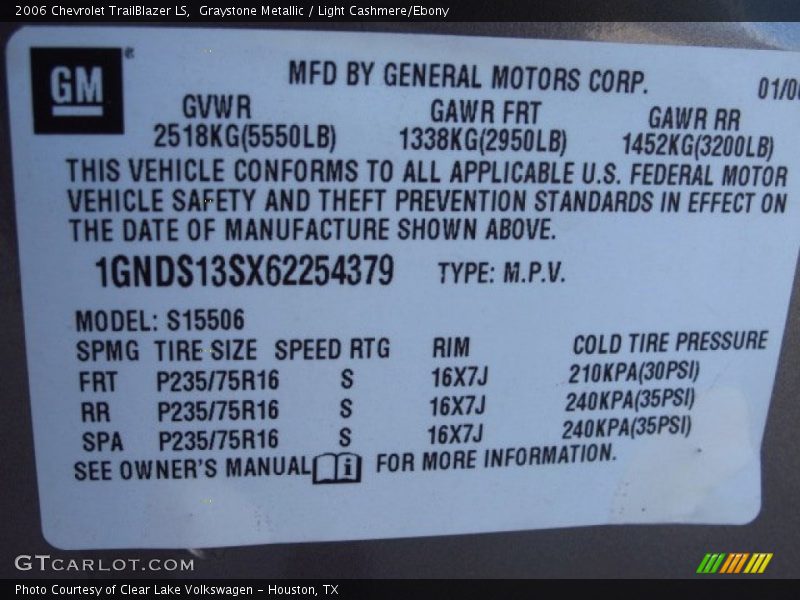 2006 Chevrolet TrailBlazer LS,  Graystone Metallic / Light Cashmere/Ebony
GM ®
MFD BY GENERAL MOTORS CORP.
GVWR GAWR FRT GAWR RR
2518KG(5550LB) 1338KG(2950LB) 1452KG(3200LB)
THIS VEHICLE CONFORMS TO ALL APPLICABLE U.S. FEDERAL MOTOR
VEHICLE SAFETY AND THEFT PREVENTION STANDARDS IN EFFECT ON
THE DATE OF MANUFACTURE SHOWN ABOVE.
1GNDS13SX62254379 TYPE: M.P.V.
MODEL: S15506
SPMG TIRE SIZE SPEED RTG RIM COLD TIRE PRESSURE
FRT P235/75R16 S 16X7J 210KPA(30PSI)
RR P235/75R16 S 16X7J 240KPA(35PSI)
SPA P235/75R16 S 16X7J 240KPA(35PSI)
SEE OWNER'S MANUAL i FOR MORE INFORMATION.
GTCARLOT.COM
Photo Courtesy of Clear Lake Volkswagen – Houston, TX